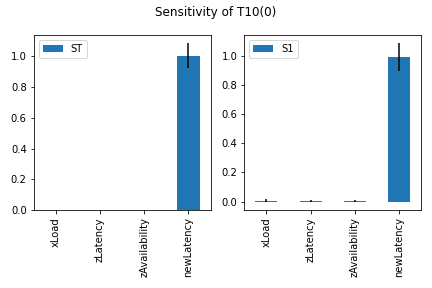 Sensitivity of T10(0)
ST
1.0
0.8
0.6
0.4
0.2
0.0
xLoad
zLatency
zAvailability
newLatency
S1
1.0
0.8
0.6
0.4
0.2
0.0
xLoad
zLatency
zAvailability
newLatency